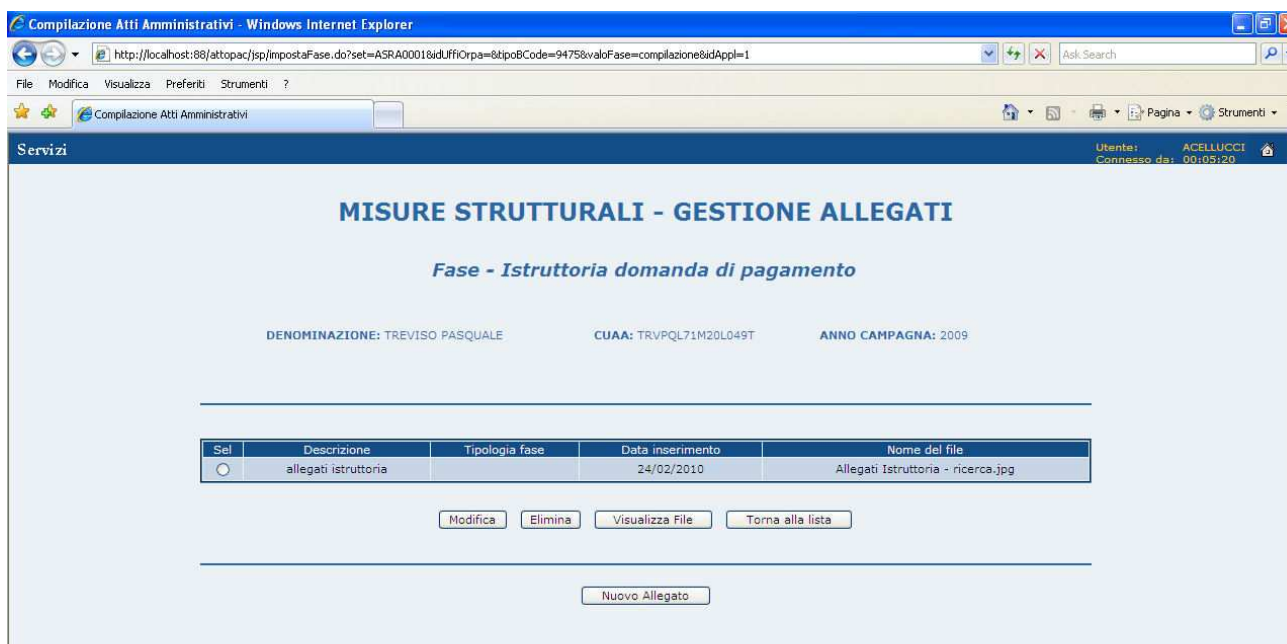 Compilazione Atti Amministrativi - Windows Internet Explorer
http://localhost:88/attopac/jsp/impostaFase.do?set=ASRA0001&idUffiOrpa=&tipoBCode=9475&valoFase=compilazione&idAppl=1
Ask Search
File Modifica Visualizza Preferiti Strumenti ?
Compilazione Atti Amministrativi
Pagina Strumenti
Servizi
Utente: ACELLUCCI
Connesso da: 00:05:20
MISURE STRUTTURALI - GESTIONE ALLEGATI
Fase - Istruttoria domanda di pagamento
DENOMINAZIONE: TREVISO PASQUALE CUAA: TRVPQL71M20L049T ANNO CAMPAGNA: 2009
Sel Descrizione Tipologia fase Data inserimento Nome del file
allegati istruttoria 24/02/2010 Allegati Istruttoria - ricerca.jpg
Modifica Elimina Visualizza File Torna alla lista
Nuovo Allegato